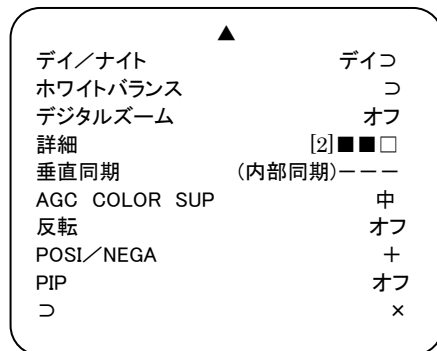 ▲
デイ／ナイト デイ⊃
ホワイトバランス ⊃
デジタルズーム オフ
詳細 [2]■■□
垂直同期 (内部同期)－－－
AGC COLOR SUP 中
反転 オフ
POSI／NEGA ＋
PIP オフ
⊃ ×